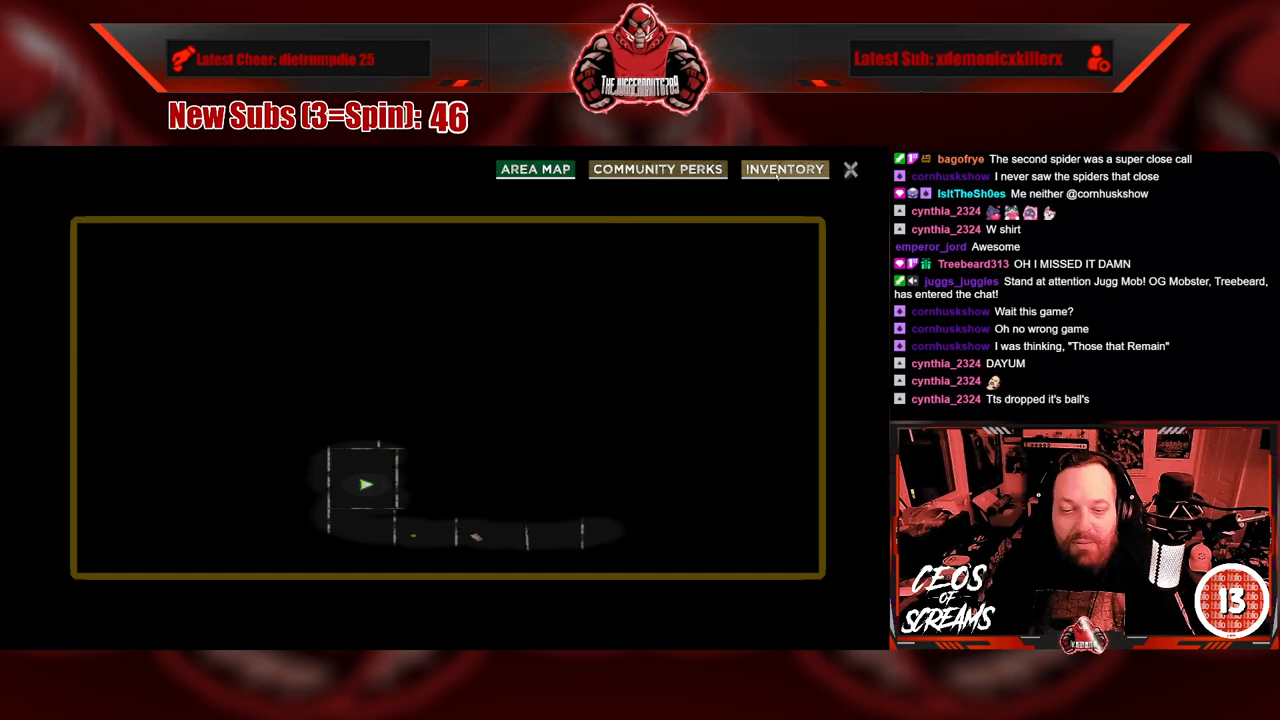 Latest Cheer: dietrumpdie 25
THEJUGGERNAUT6789
Latest Sub: xdemonicxkillerx
New Subs (3=Spin): 46
AREA MAP COMMUNITY PERKS INVENTORY
bagofrye The second spider was a super close call
cornhuskshow I never saw the spiders that close
IsItTheSh0es Me neither @cornhuskshow
cynthia_2324
cynthia_2324 W shirt
emperor_jord Awesome
Treebeard313 OH I MISSED IT DAMN
juggs_juggies Stand at attention Jugg Mob! OG Mobster, Treebeard,
has entered the chat!
cornhuskshow Wait this game?
cornhuskshow Oh no wrong game
cornhuskshow I was thinking, "Those that Remain"
cynthia_2324 DAYUM
cynthia_2324
cynthia_2324 Tts dropped it's ball's
CEOS
OF
SCREAMS
13